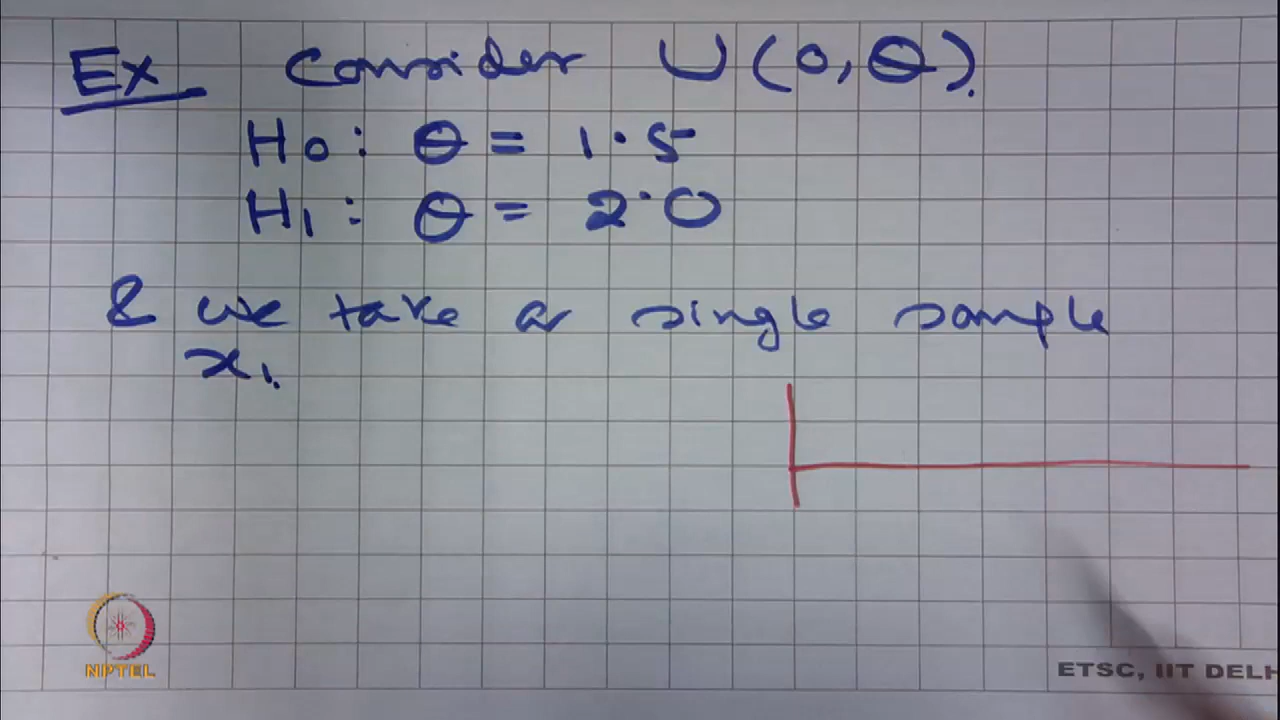 Ex Consider U(0, θ).
H0: θ = 1.5
H1: θ = 2.0
& we take a single sample
x1.
NPTEL
ETSC, IIT DELH